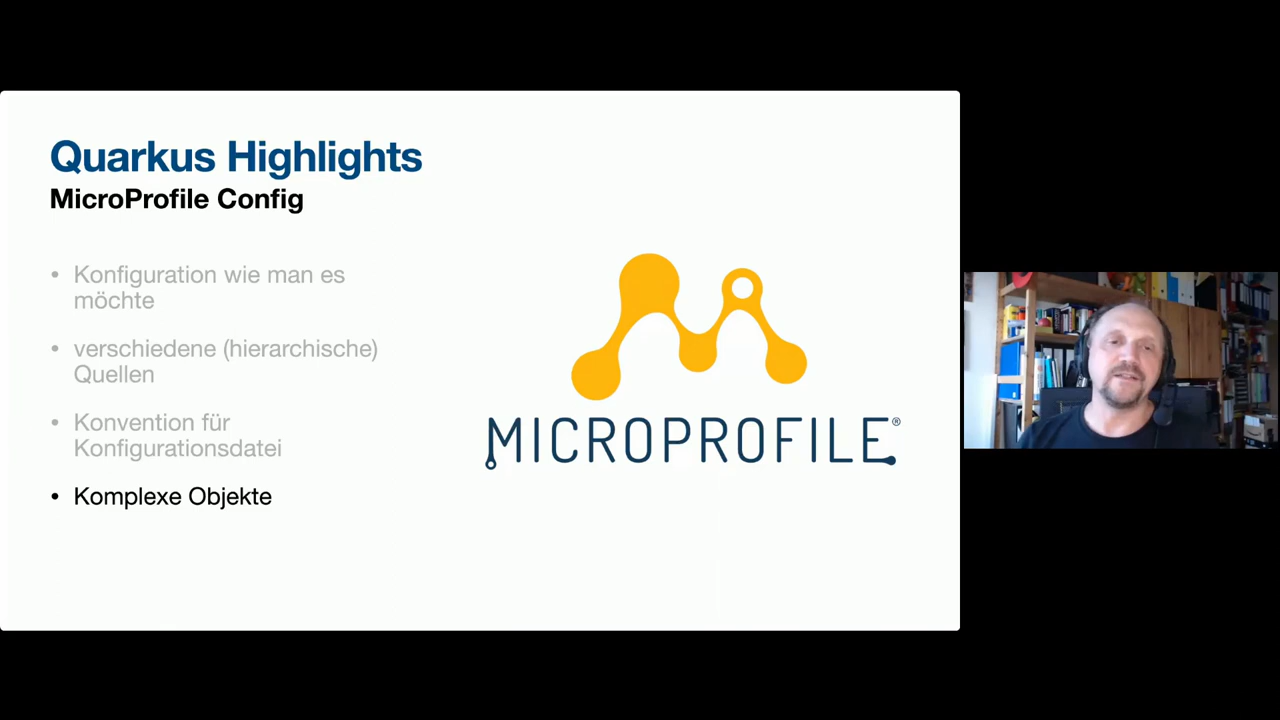 Quarkus Highlights
MicroProfile Config
• Konfiguration wie man es
möchte
• verschiedene (hierarchische)
Quellen
• Konvention für
Konfigurationsdatei
• Komplexe Objekte
MICROPROFILE®